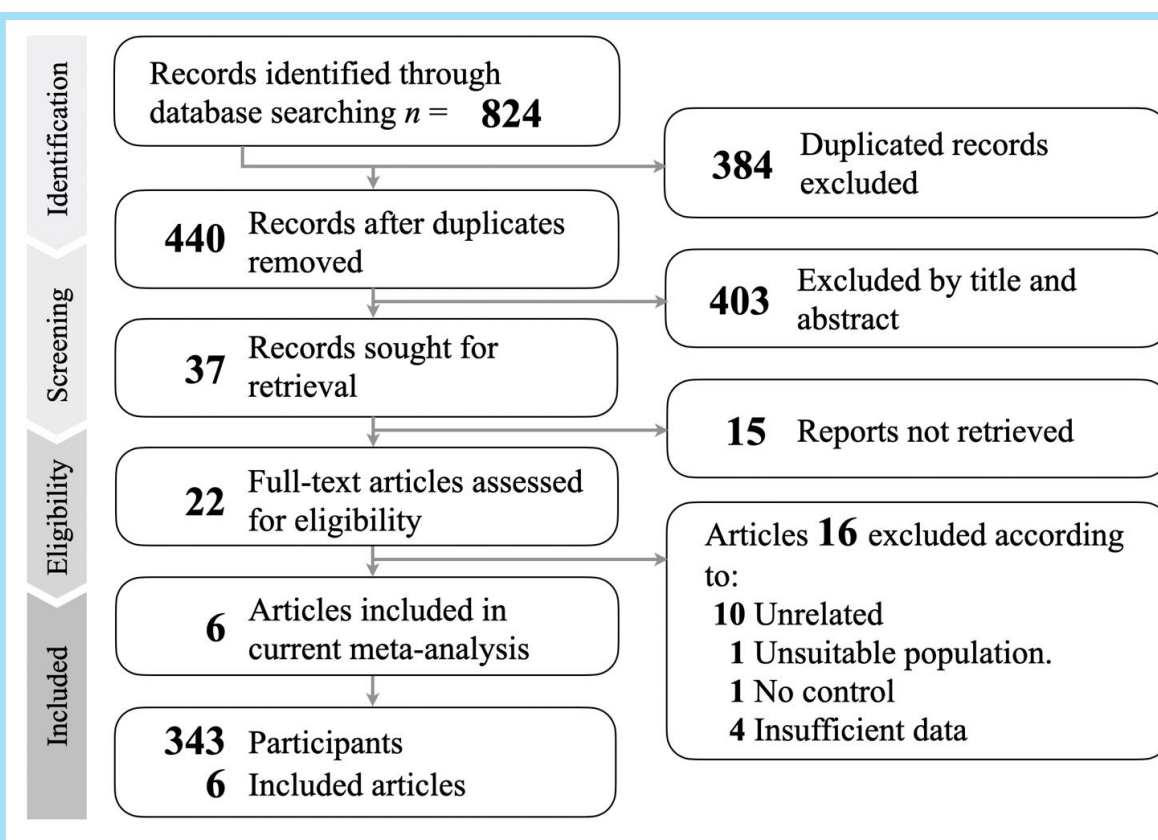 Identification
Records identified through
database searching n = 824
384 Duplicated records
excluded
440 Records after duplicates
removed
Screening
403 Excluded by title and
abstract
37 Records sought for
retrieval
15 Reports not retrieved
Eligibility
22 Full-text articles assessed
for eligibility
Articles 16 excluded according
to:
10 Unrelated
1 Unsuitable population.
1 No control
4 Insufficient data
Included
6 Articles included in
current meta-analysis
343 Participants
6 Included articles